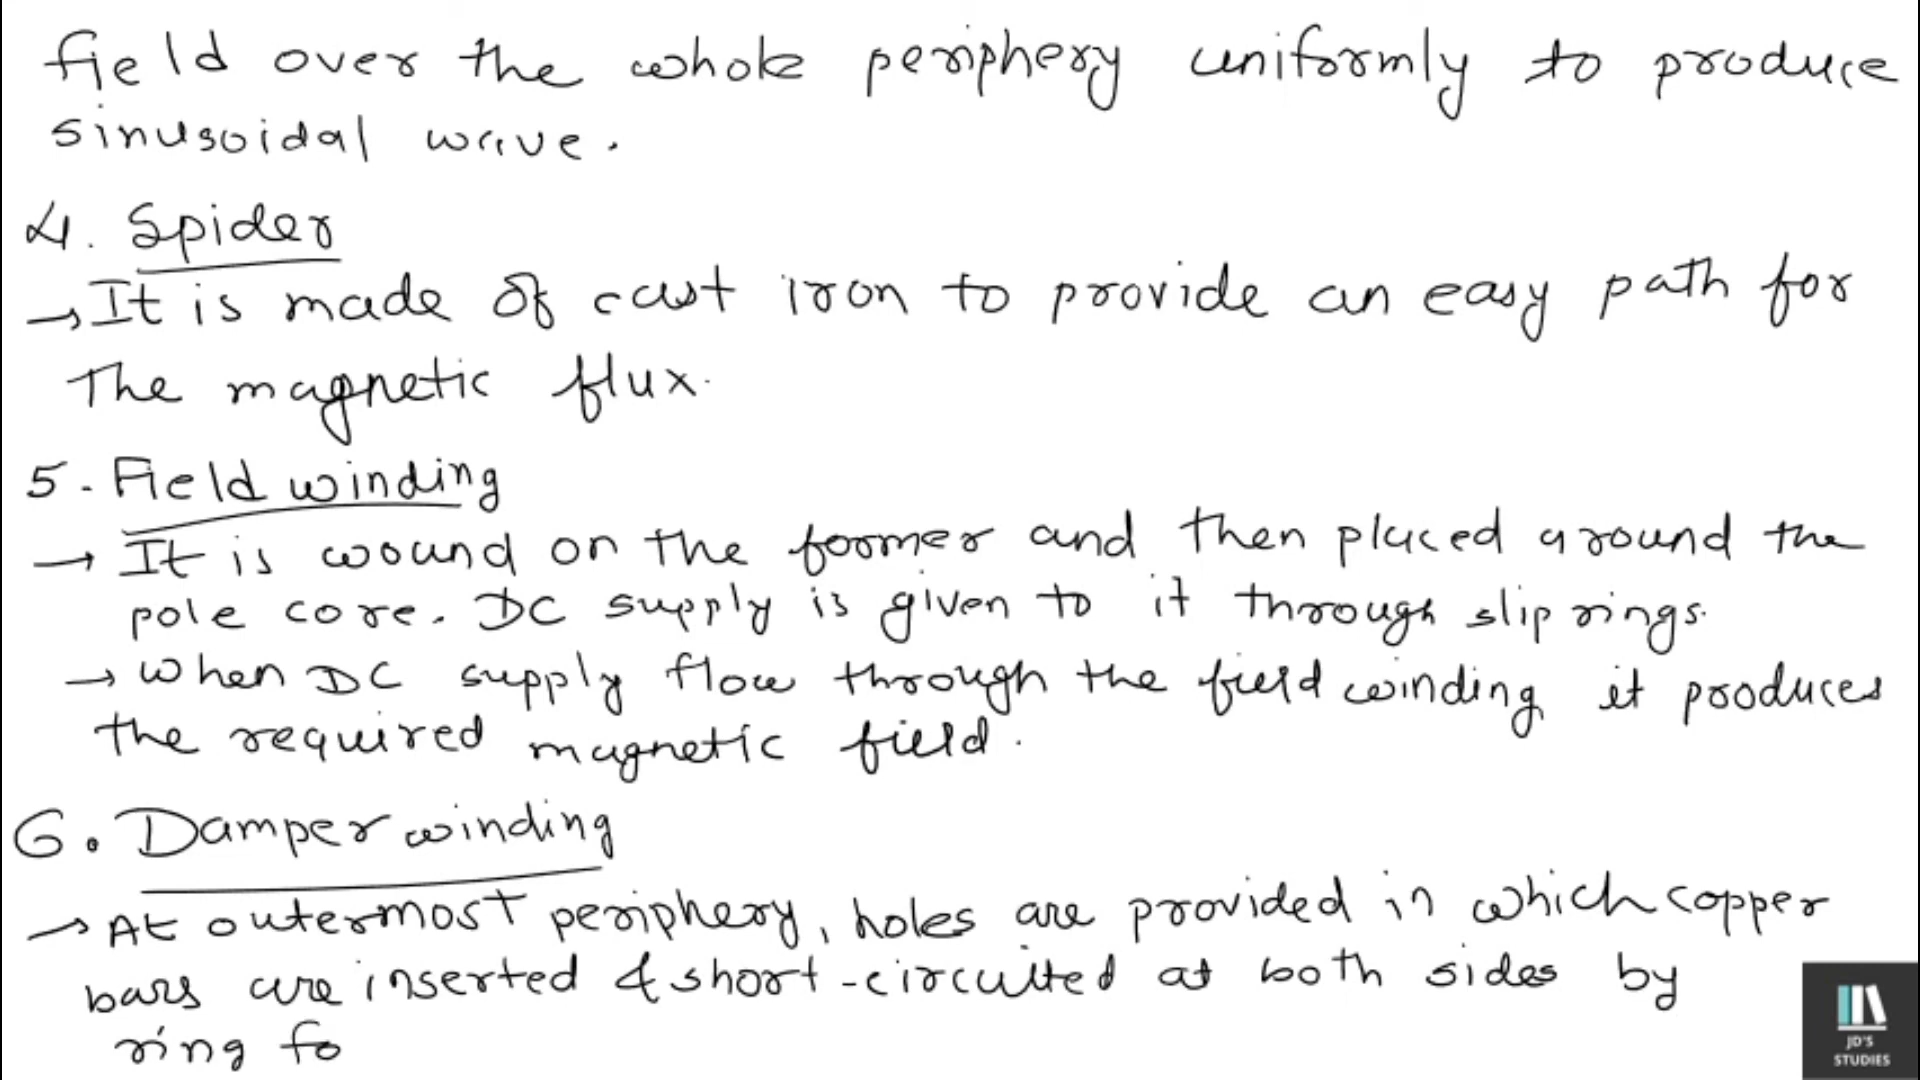 field over the whole periphery uniformly to produce
sinusoidal wave.
4. Spider
→ It is made of cast iron to provide an easy path for
the magnetic flux.
5. Field winding
→ It is wound on the former and then placed around the
pole core. DC supply is given to it through slip rings.
→ when DC supply flow through the field winding it produces
the required magnetic field.
6. Damper winding
→ At outermost periphery, holes are provided in which copper
bars are inserted & short-circuited at both sides by
ring fo
JD'S
STUDIES